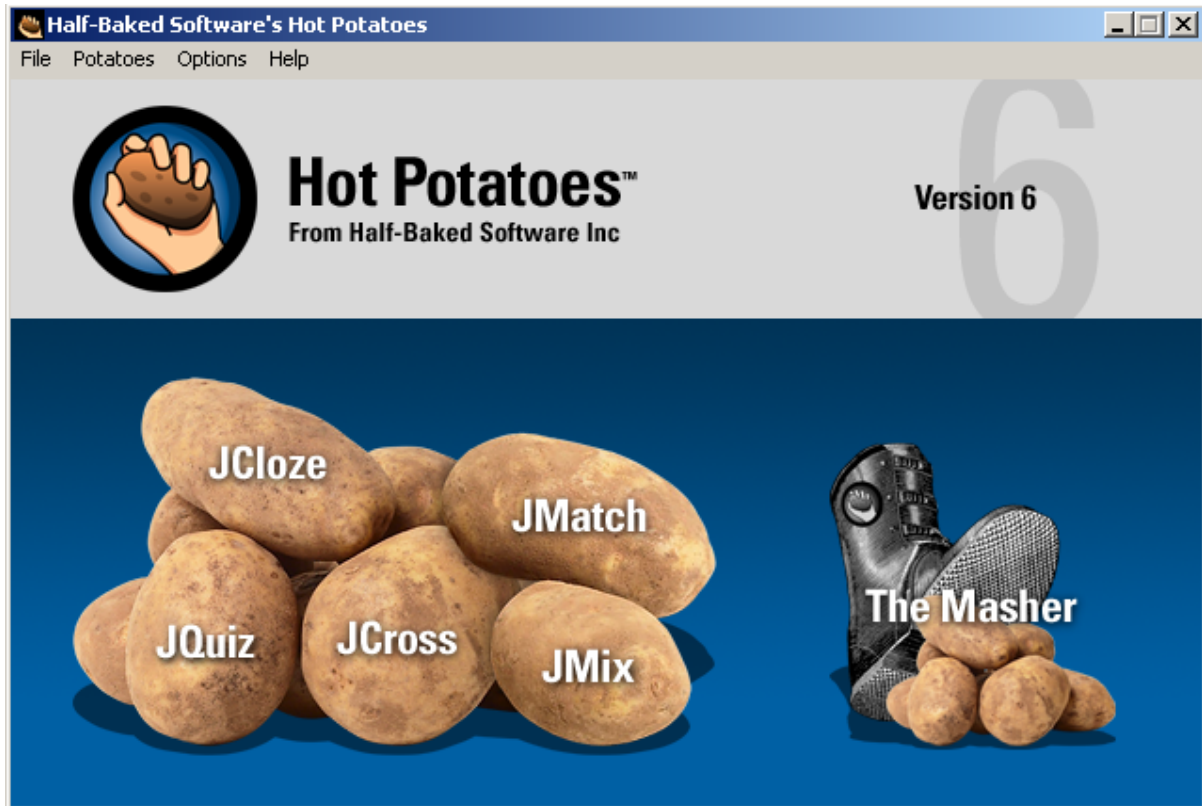 Half-Baked Software's Hot Potatoes
File Potatoes Options Help
6
Hot Potatoes™
Version 6
From Half-Baked Software Inc
JCloze
JMatch
The Masher
JQuiz
JCross
JMix